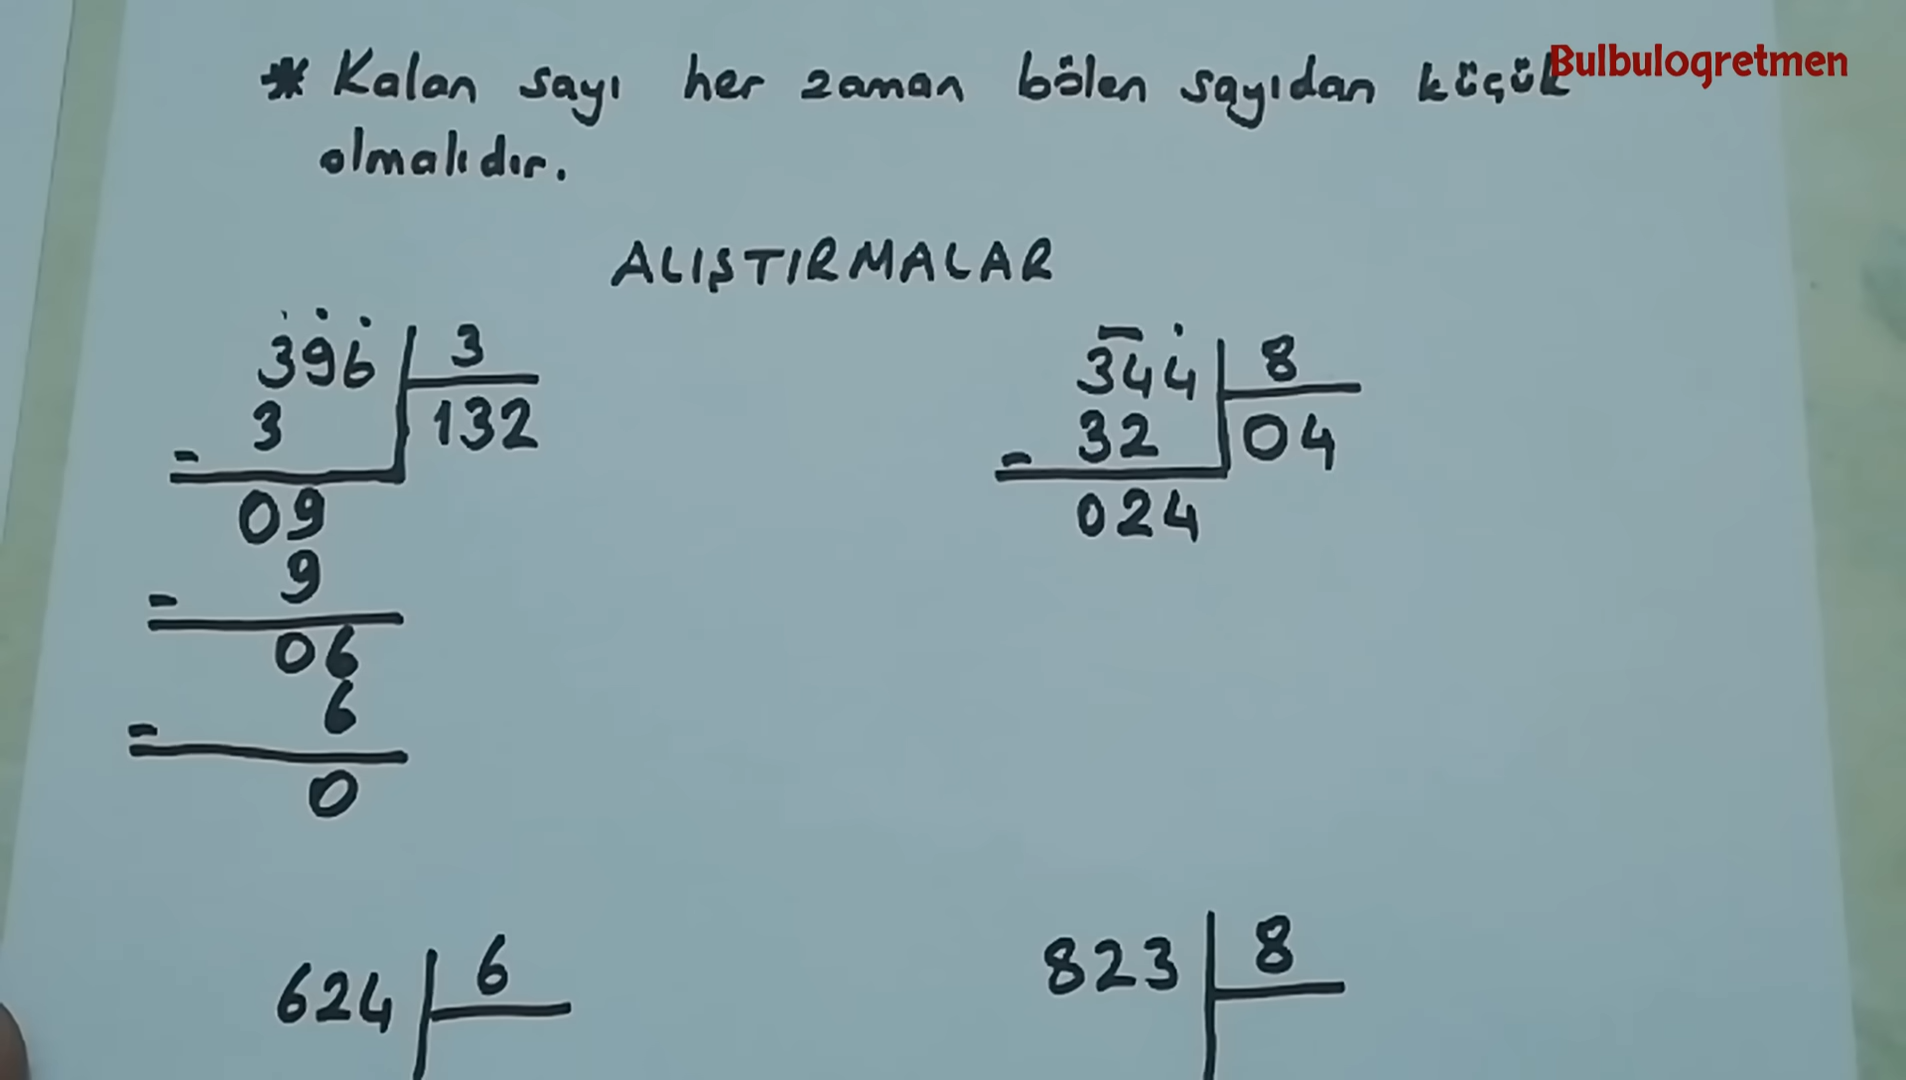 * Kalan sayı her zaman bölen sayıdan küçük
olmalıdır.
Bulbulogretmen
ALIŞTIRMALAR
396 3
- 3 132
09
- 9
06
- 6
0
344 8
- 32 04
024
624 6
823 8